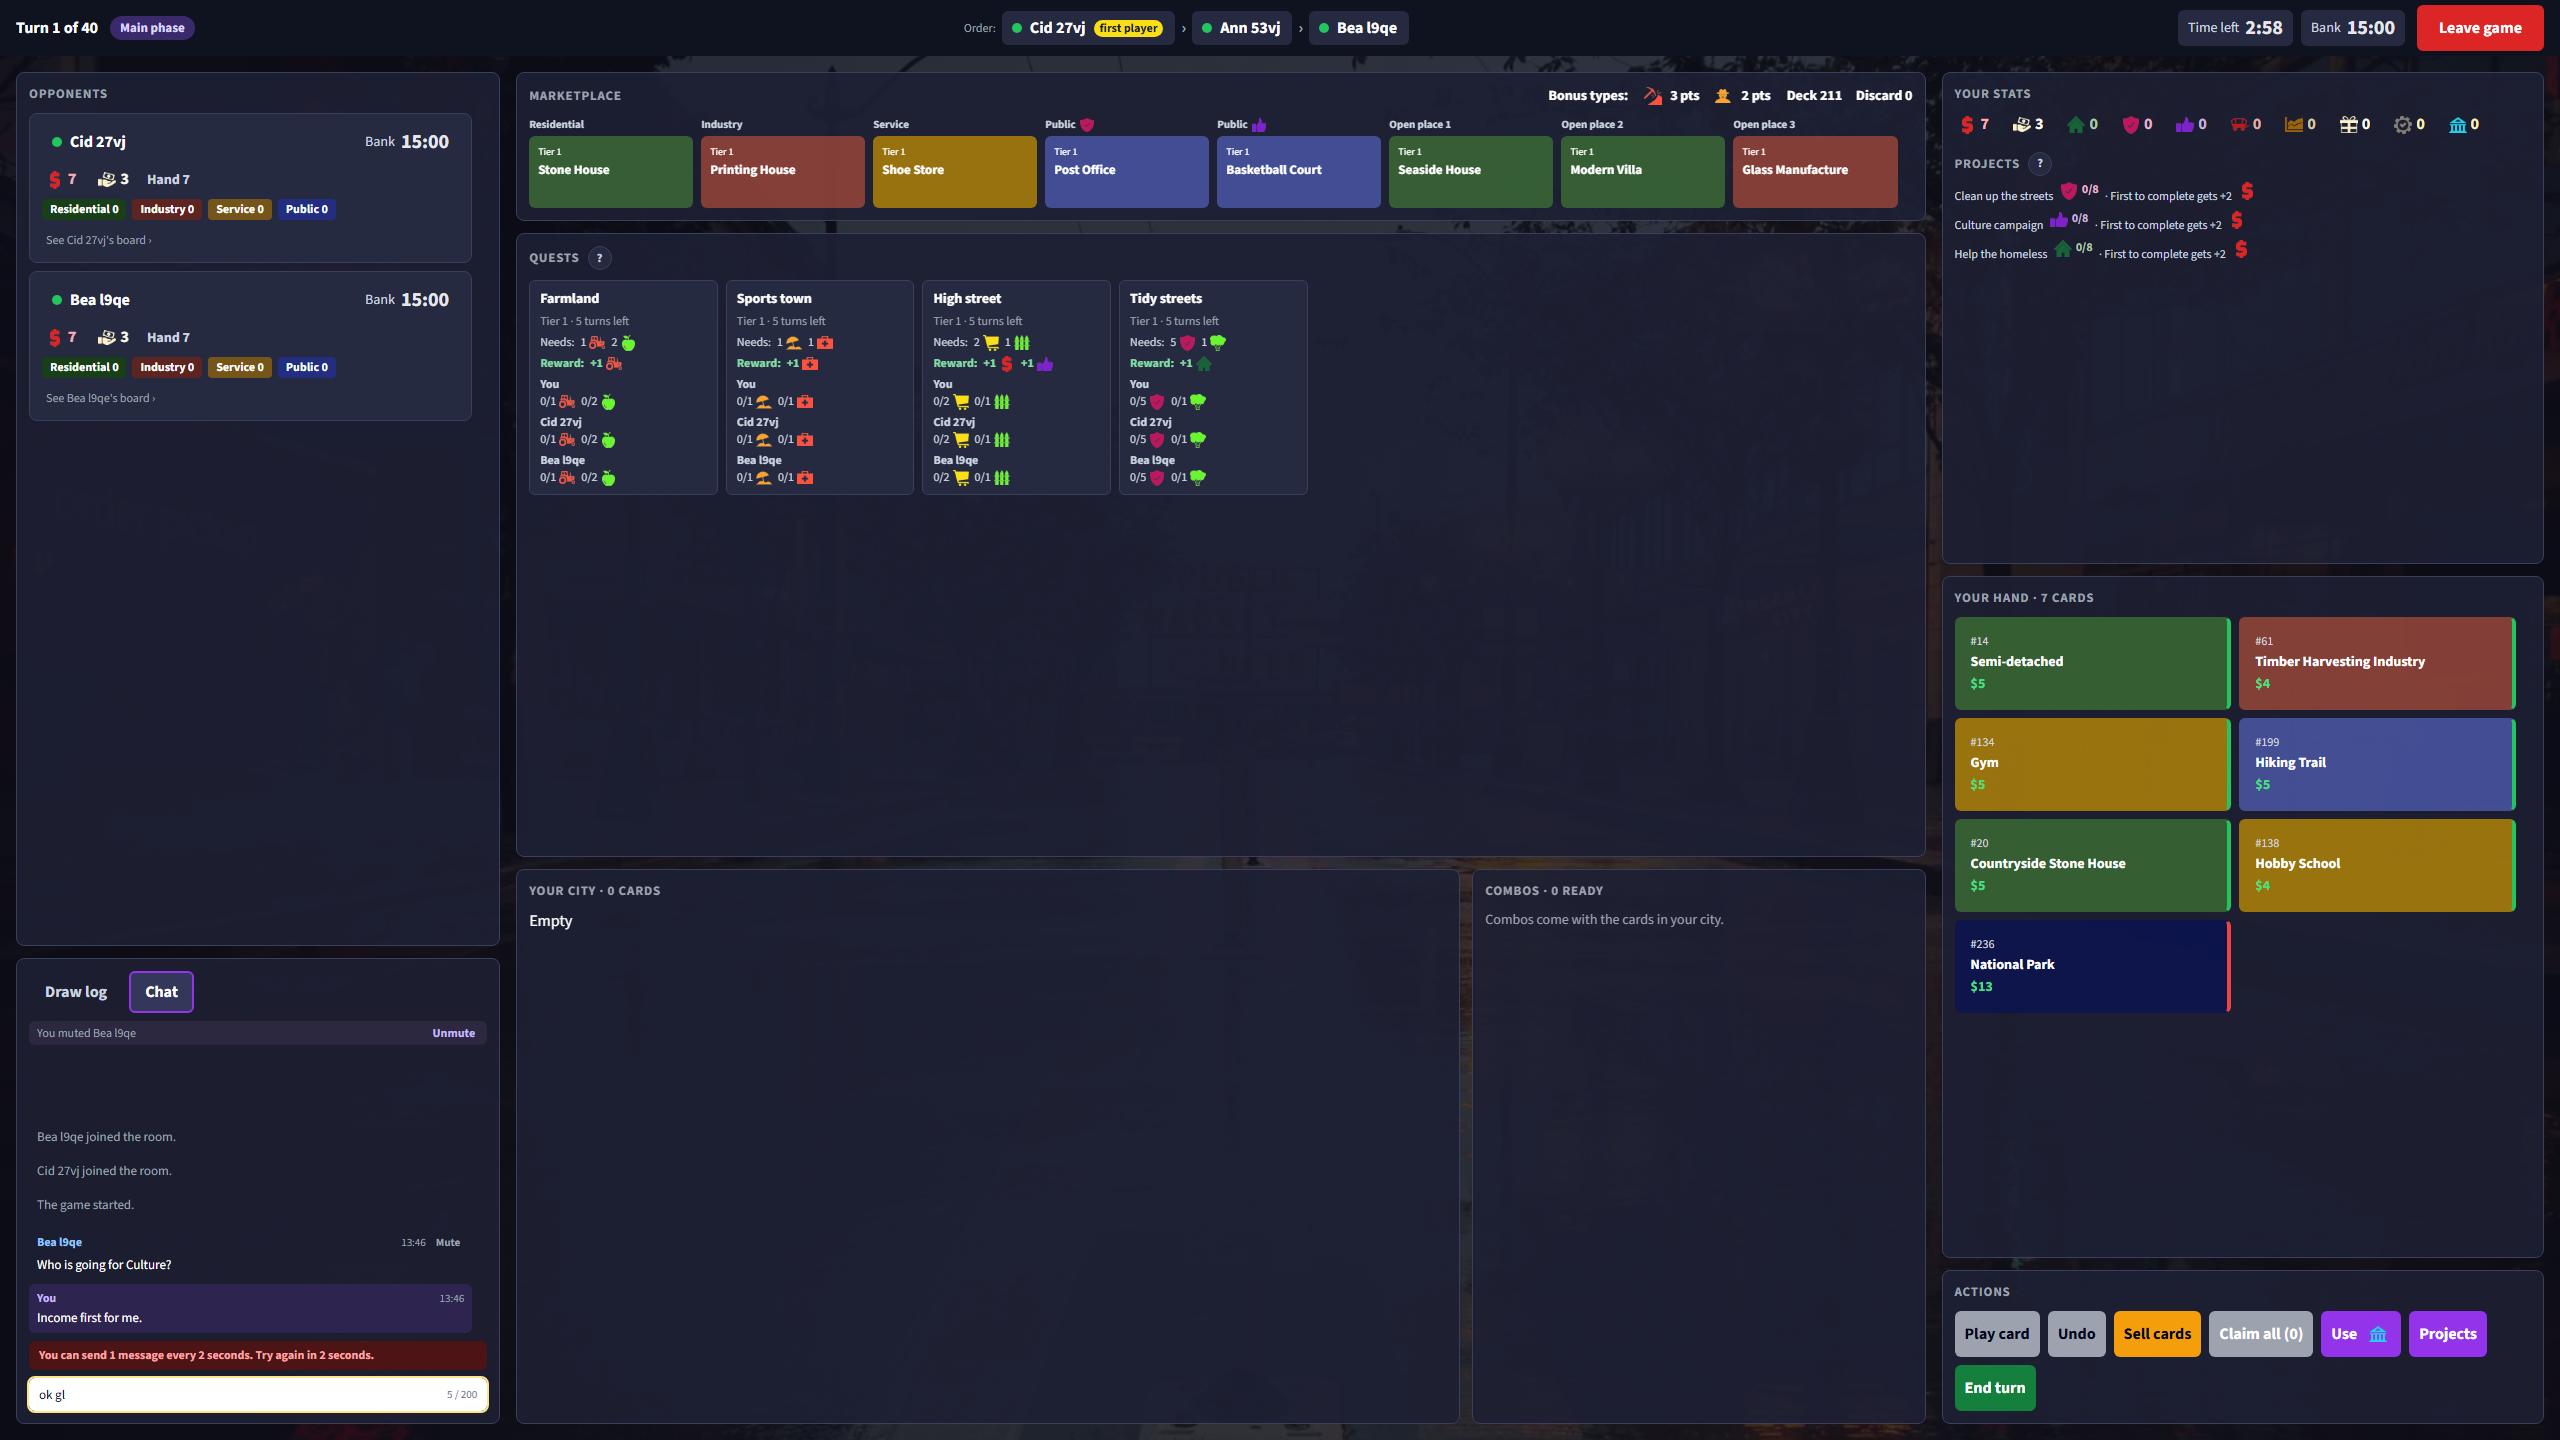 Turn 1 of 40 Main phase Order: Cid 27vj first player › Ann 53vj › Bea l9qe Time left 2:58 Bank 15:00 Leave game
OPPONENTS
Cid 27vj Bank 15:00
7 3 Hand 7
Residential 0 Industry 0 Service 0 Public 0
See Cid 27vj's board ›
Bea l9qe Bank 15:00
7 3 Hand 7
Residential 0 Industry 0 Service 0 Public 0
See Bea l9qe's board ›
Draw log Chat
You muted Bea l9qe Unmute
Bea l9qe joined the room.
Cid 27vj joined the room.
The game started.
Bea l9qe 13:46 Mute
Who is going for Culture?
You 13:46
Income first for me.
You can send 1 message every 2 seconds. Try again in 2 seconds.
ok gl 5 / 200
MARKETPLACE Bonus types: 3 pts 2 pts Deck 211 Discard 0
Residential Industry Service Public Public Open place 1 Open place 2 Open place 3
Tier 1 Tier 1 Tier 1 Tier 1 Tier 1 Tier 1 Tier 1 Tier 1
Stone House Printing House Shoe Store Post Office Basketball Court Seaside House Modern Villa Glass Manufacture
QUESTS ?
Farmland
Tier 1 · 5 turns left
Needs: 1 2
Reward: +1
You
0/1 0/2
Cid 27vj
0/1 0/2
Bea l9qe
0/1 0/2
Sports town
Tier 1 · 5 turns left
Needs: 1 1
Reward: +1
You
0/1 0/1
Cid 27vj
0/1 0/1
Bea l9qe
0/1 0/1
High street
Tier 1 · 5 turns left
Needs: 2 1
Reward: +1 +1
You
0/2 0/1
Cid 27vj
0/2 0/1
Bea l9qe
0/2 0/1
Tidy streets
Tier 1 · 5 turns left
Needs: 5 1
Reward: +1
You
0/5 0/1
Cid 27vj
0/5 0/1
Bea l9qe
0/5 0/1
YOUR CITY · 0 CARDS
Empty
COMBOS · 0 READY
Combos come with the cards in your city.
YOUR STATS
7 3 0 0 0 0 0 0 0 0
PROJECTS ?
Clean up the streets 0/8 · First to complete gets +2
Culture campaign 0/8 · First to complete gets +2
Help the homeless 0/8 · First to complete gets +2
YOUR HAND · 7 CARDS
#14
Semi-detached
$5
#61
Timber Harvesting Industry
$4
#134
Gym
$5
#199
Hiking Trail
$5
#20
Countryside Stone House
$5
#138
Hobby School
$4
#236
National Park
$13
ACTIONS
Play card Undo Sell cards Claim all (0) Use Projects
End turn